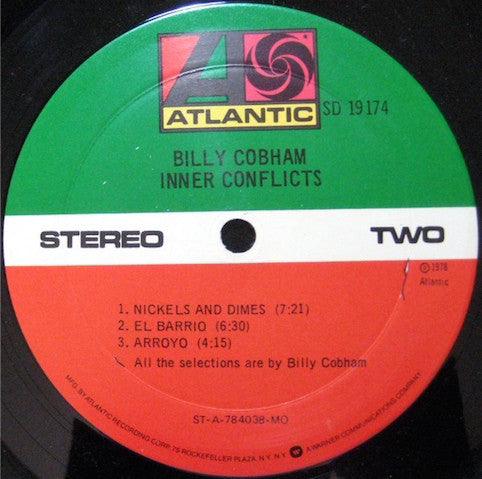 ATLANTIC
SD 19174
BILLY COBHAM
INNER CONFLICTS
STEREO
TWO
℗ 1978
Atlantic
1. NICKELS AND DIMES (7:21)
2. EL BARRIO (6:30)
3. ARROYO (4:15)
All the selections are by Billy Cobham
ST-A-784038-MO
MFG. BY ATLANTIC RECORDING CORP. 75 ROCKEFELLER PLAZA, N.Y. N.Y. A WARNER COMMUNICATIONS COMPANY